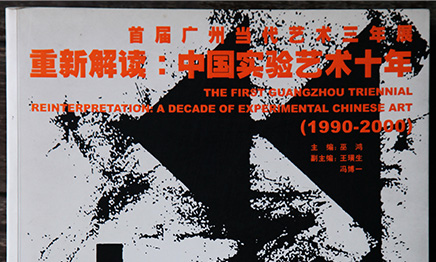 首届广州当代艺术三年展
重新解读：中国实验艺术十年
THE FIRST GUANGZHOU TRIENNIAL
REINTERPRETATION: A DECADE OF EXPERIMENTAL CHINESE ART
(1990-2000)
主 编：巫 鸿
副主编：王璜生
冯博一